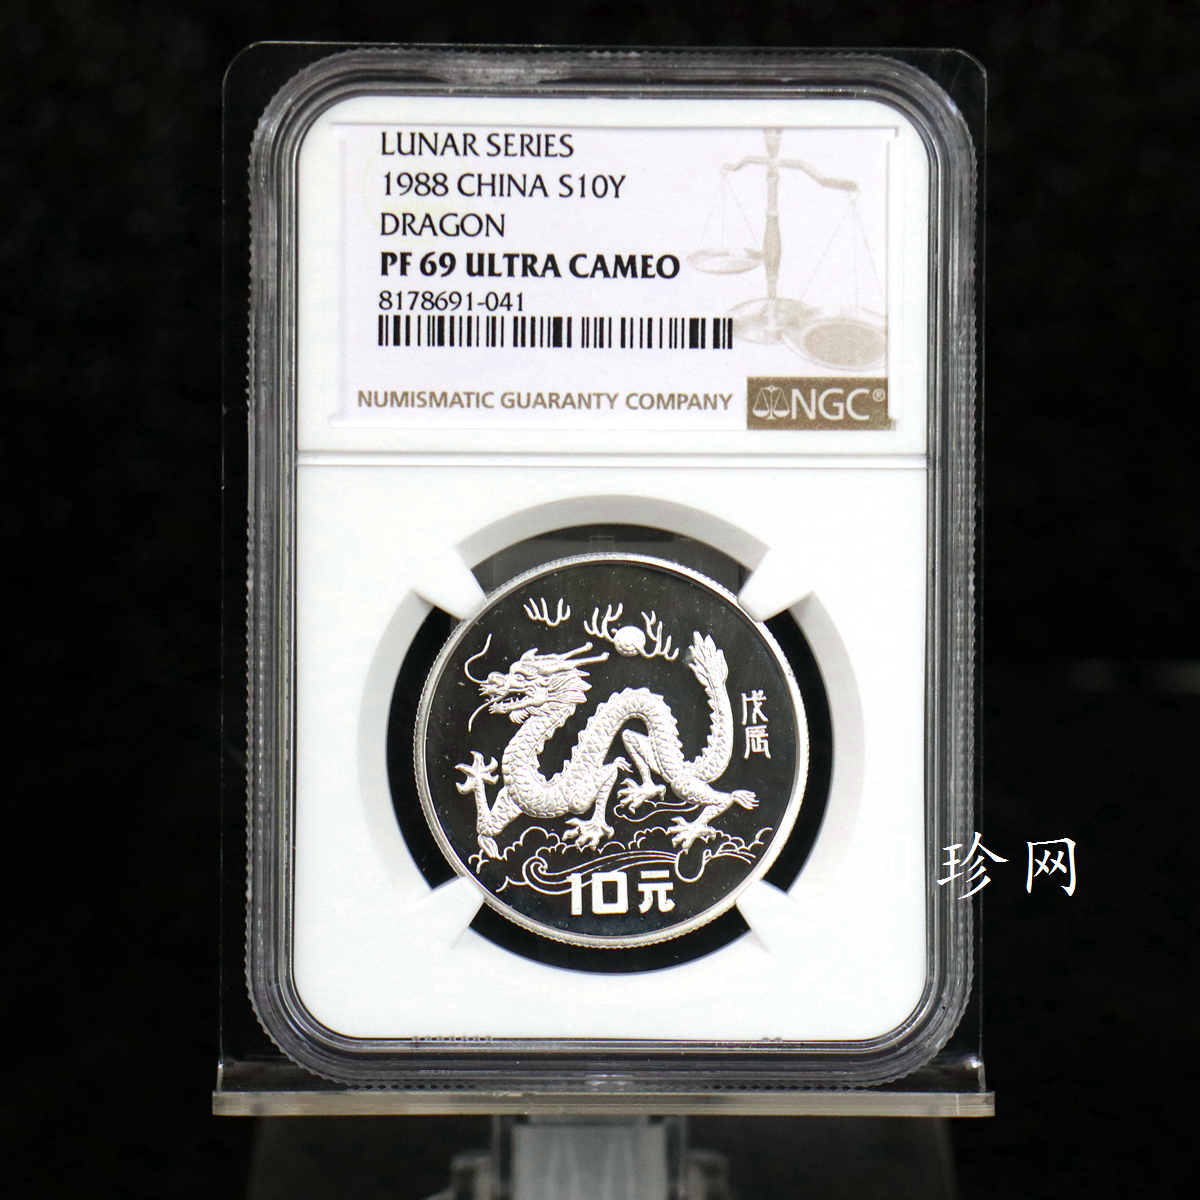 LUNAR SERIES
1988 CHINA S10Y
DRAGON
PF 69 ULTRA CAMEO
8178691-041
NUMISMATIC GUARANTY COMPANY
NGC®
戊辰
10元
珍网